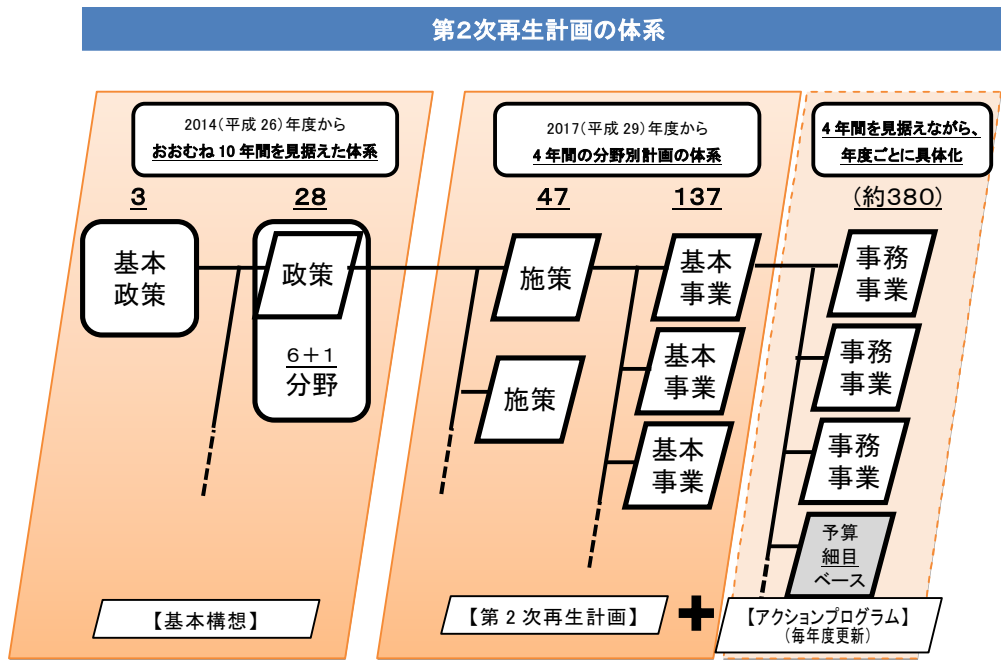 第2次再生計画の体系
2014(平成 26)年度から
おおむね 10 年間を見据えた体系
3
28
基本
政策
政策
6+1
分野
【基本構想】
2017(平成 29)年度から
4 年間の分野別計画の体系
47
137
施策
施策
基本
事業
基本
事業
基本
事業
【第 2 次再生計画】
+
4 年間を見据えながら、
年度ごとに具体化
(約380)
事務
事業
事務
事業
事務
事業
予算
細目
ベース
【アクションプログラム】
(毎年度更新)